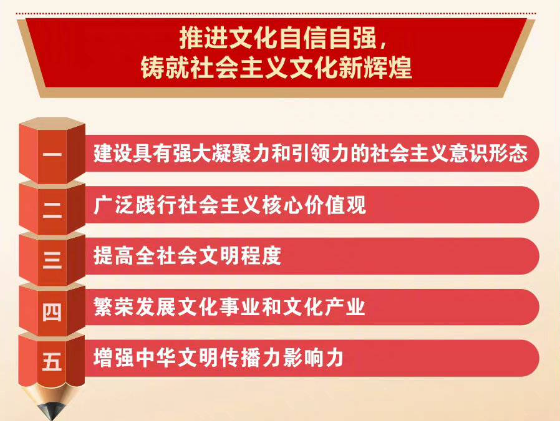 推进文化自信自强，
铸就社会主义文化新辉煌
一 建设具有强大凝聚力和引领力的社会主义意识形态
二 广泛践行社会主义核心价值观
三 提高全社会文明程度
四 繁荣发展文化事业和文化产业
五 增强中华文明传播力影响力